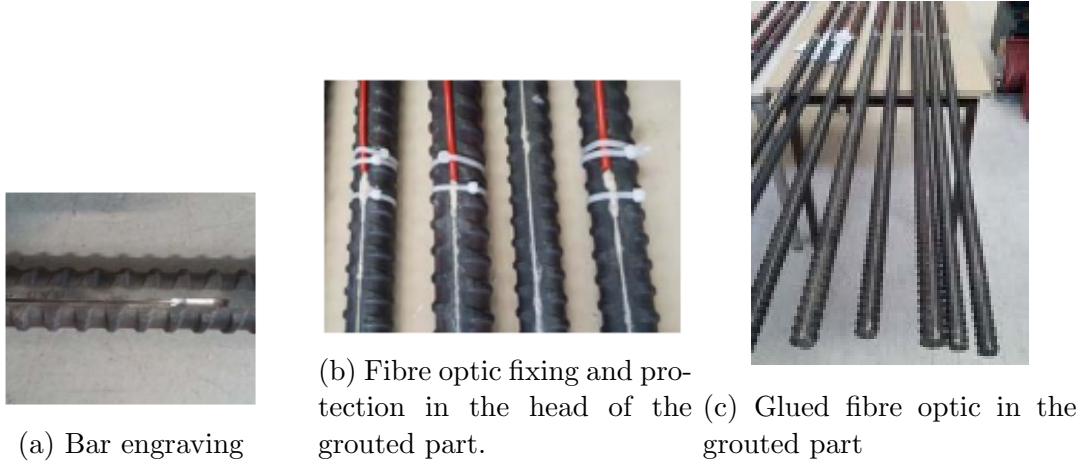 (a) Bar engraving
(b) Fibre optic fixing and pro-
tection in the head of the
grouted part.
(c) Glued fibre optic in the
grouted part